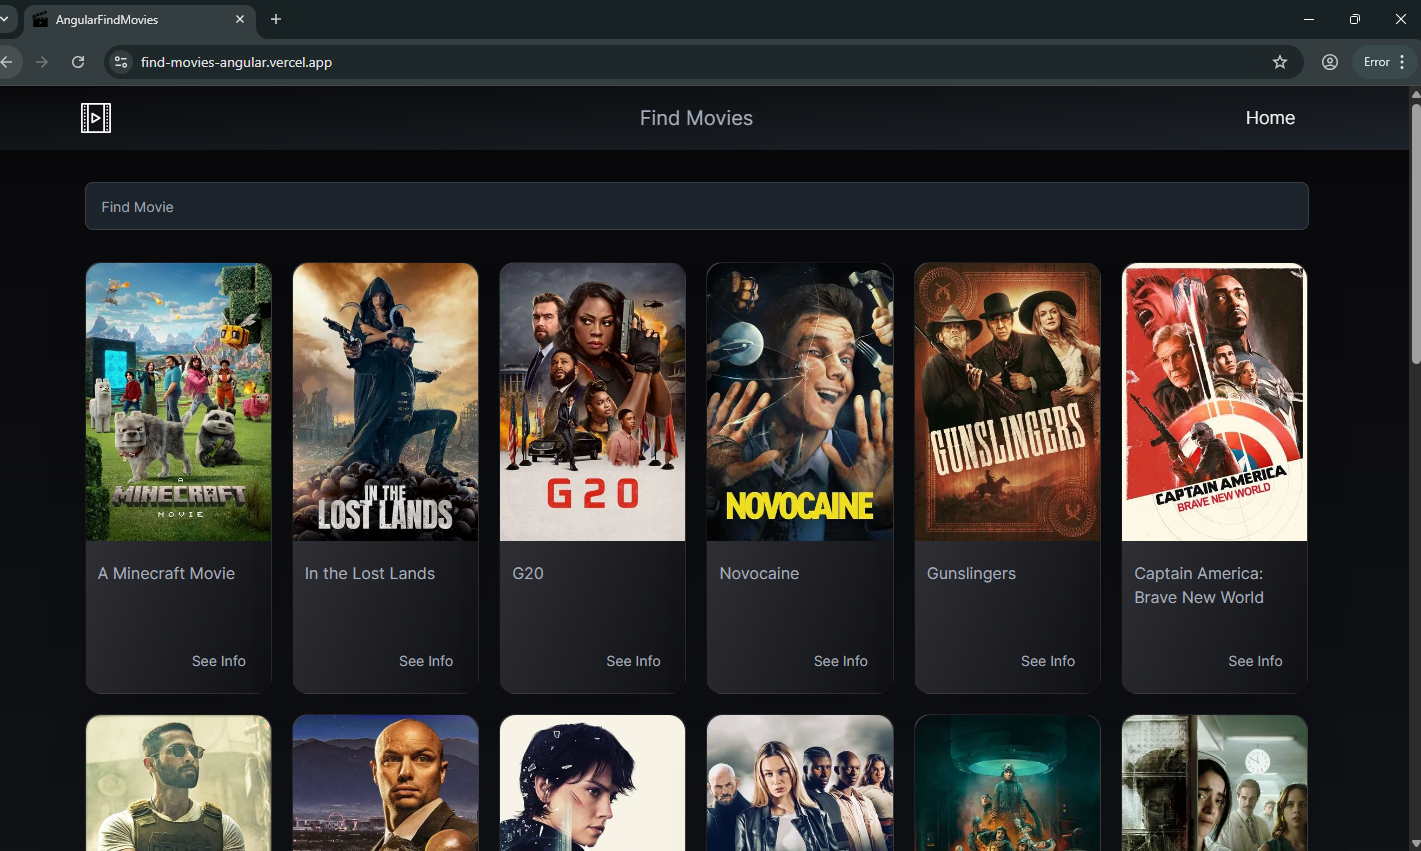 AngularFindMovies
find-movies-angular.vercel.app
Error
Find Movies
Home
Find Movie
A
MINECRAFT
MOVIE
IN THE
LOST LANDS
G20
NOVOCAINE
GUNSLINGERS
CAPTAIN AMERICA
BRAVE NEW WORLD
A Minecraft Movie
In the Lost Lands
G20
Novocaine
Gunslingers
Captain America:
Brave New World
See Info
See Info
See Info
See Info
See Info
See Info